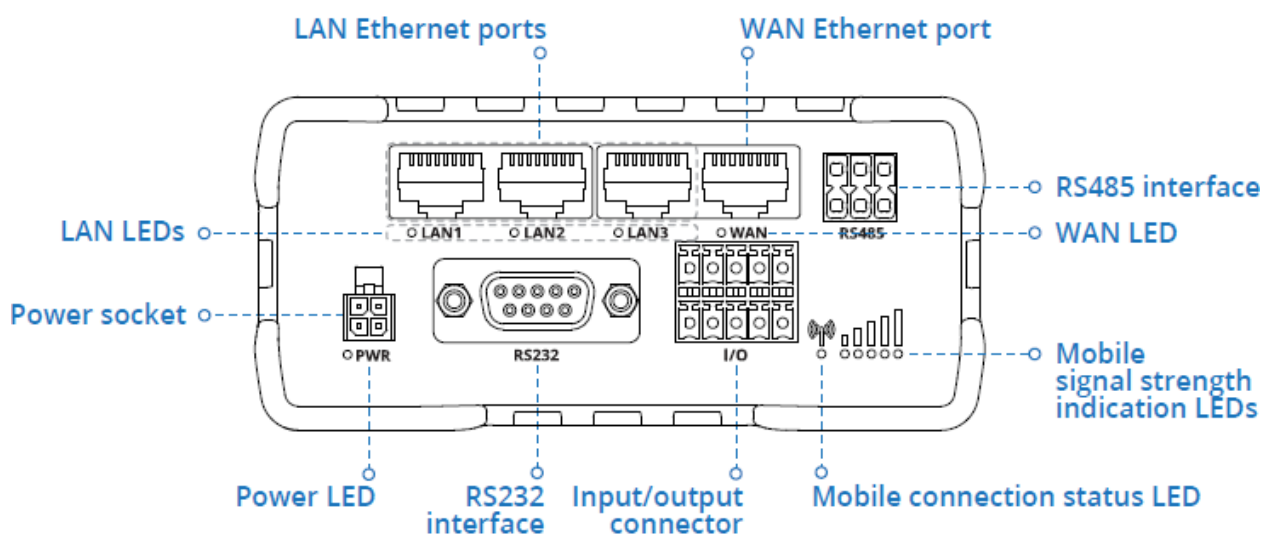 LAN Ethernet ports
WAN Ethernet port
RS485 interface
LAN LEDs
LAN1
LAN2
LAN3
WAN
RS485
WAN LED
Power socket
PWR
RS232
I/O
Mobile
signal strength
indication LEDs
Power LED
RS232
interface
Input/output
connector
Mobile connection status LED